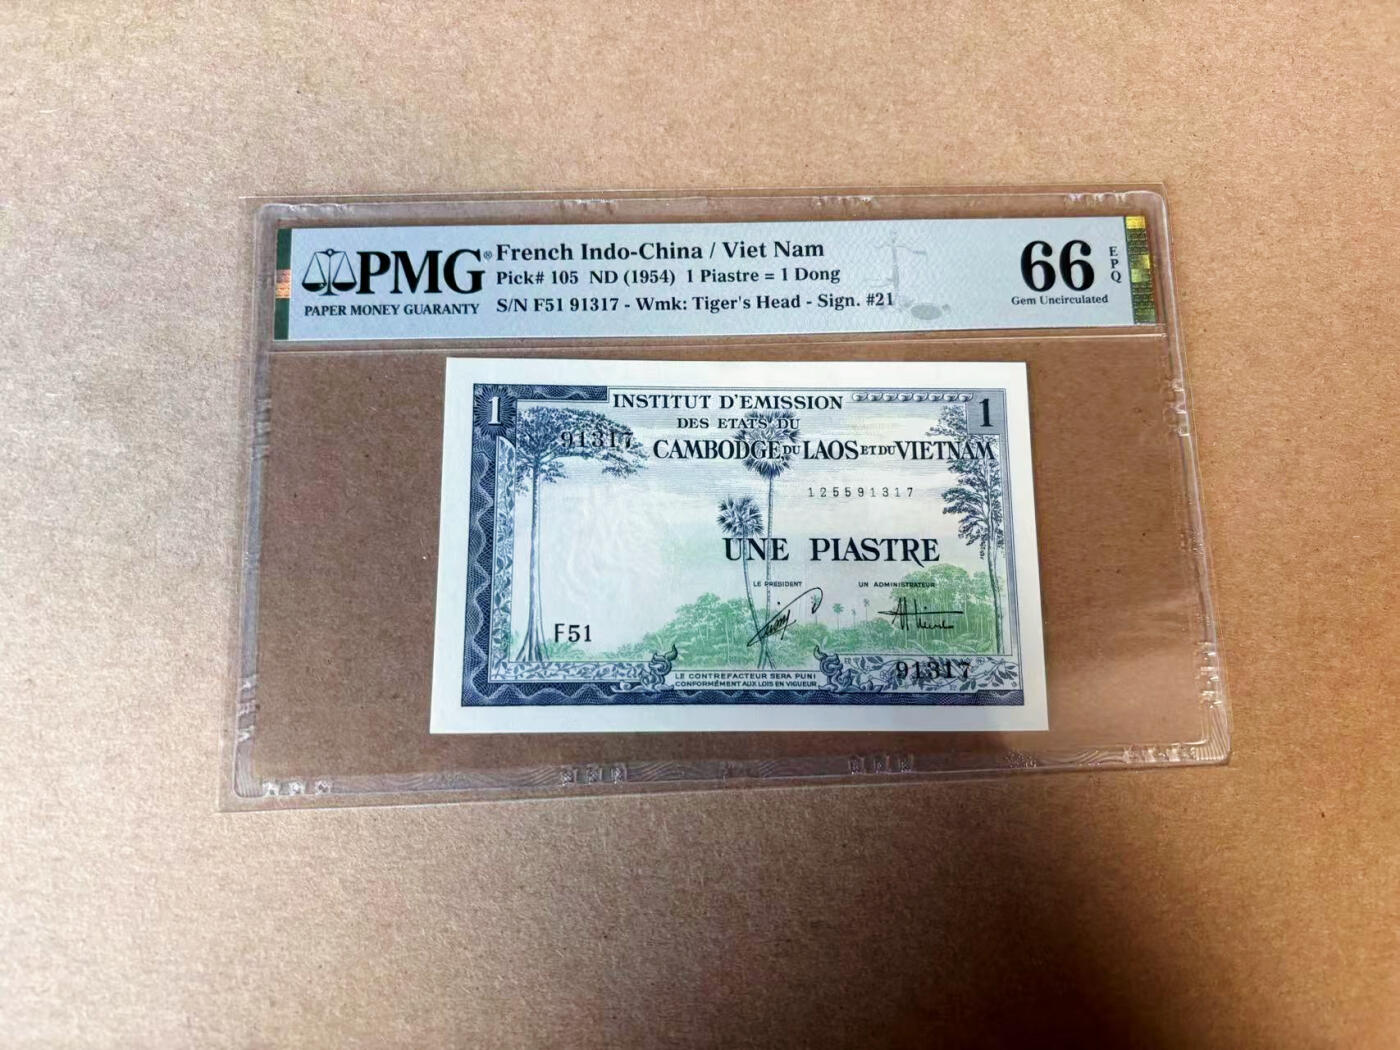 PMG®
PAPER MONEY GUARANTY
French Indo-China / Viet Nam
Pick# 105 ND (1954) 1 Piastre = 1 Dong
S/N F51 91317 - Wmk: Tiger's Head - Sign. #21
66
EPQ
Gem Uncirculated
1
INSTITUT D'EMISSION
1
DES ETATS DU
91317
CAMBODGE DU LAOS ET DU VIETNAM
125591317
UNE PIASTRE
LE PRESIDENT
UN ADMINISTRATEUR
F51
91317
LE CONTREFACTEUR SERA PUNI
CONFORMÉMENT AUX LOIS EN VIGUEUR